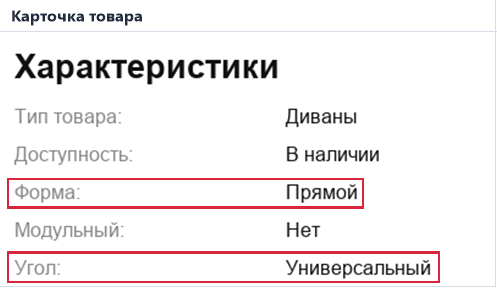 Карточка товара
Характеристики
Тип товара: Диваны
Доступность: В наличии
Форма: Прямой
Модульный: Нет
Угол: Универсальный